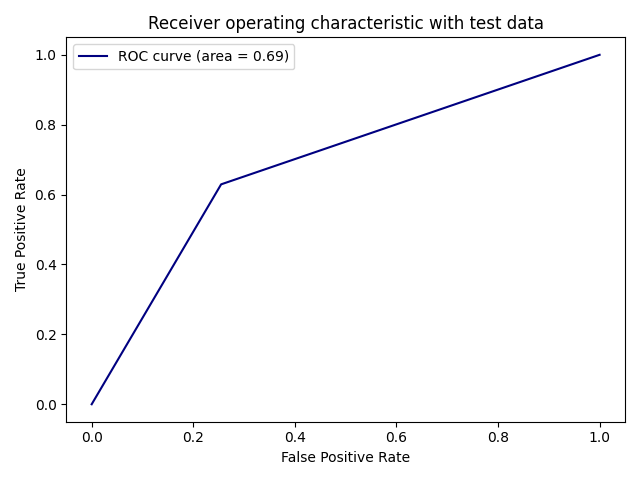 Receiver operating characteristic with test data
ROC curve (area = 0.69)
True Positive Rate
1.0
0.8
0.6
0.4
0.2
0.0
0.0 0.2 0.4 0.6 0.8 1.0
False Positive Rate